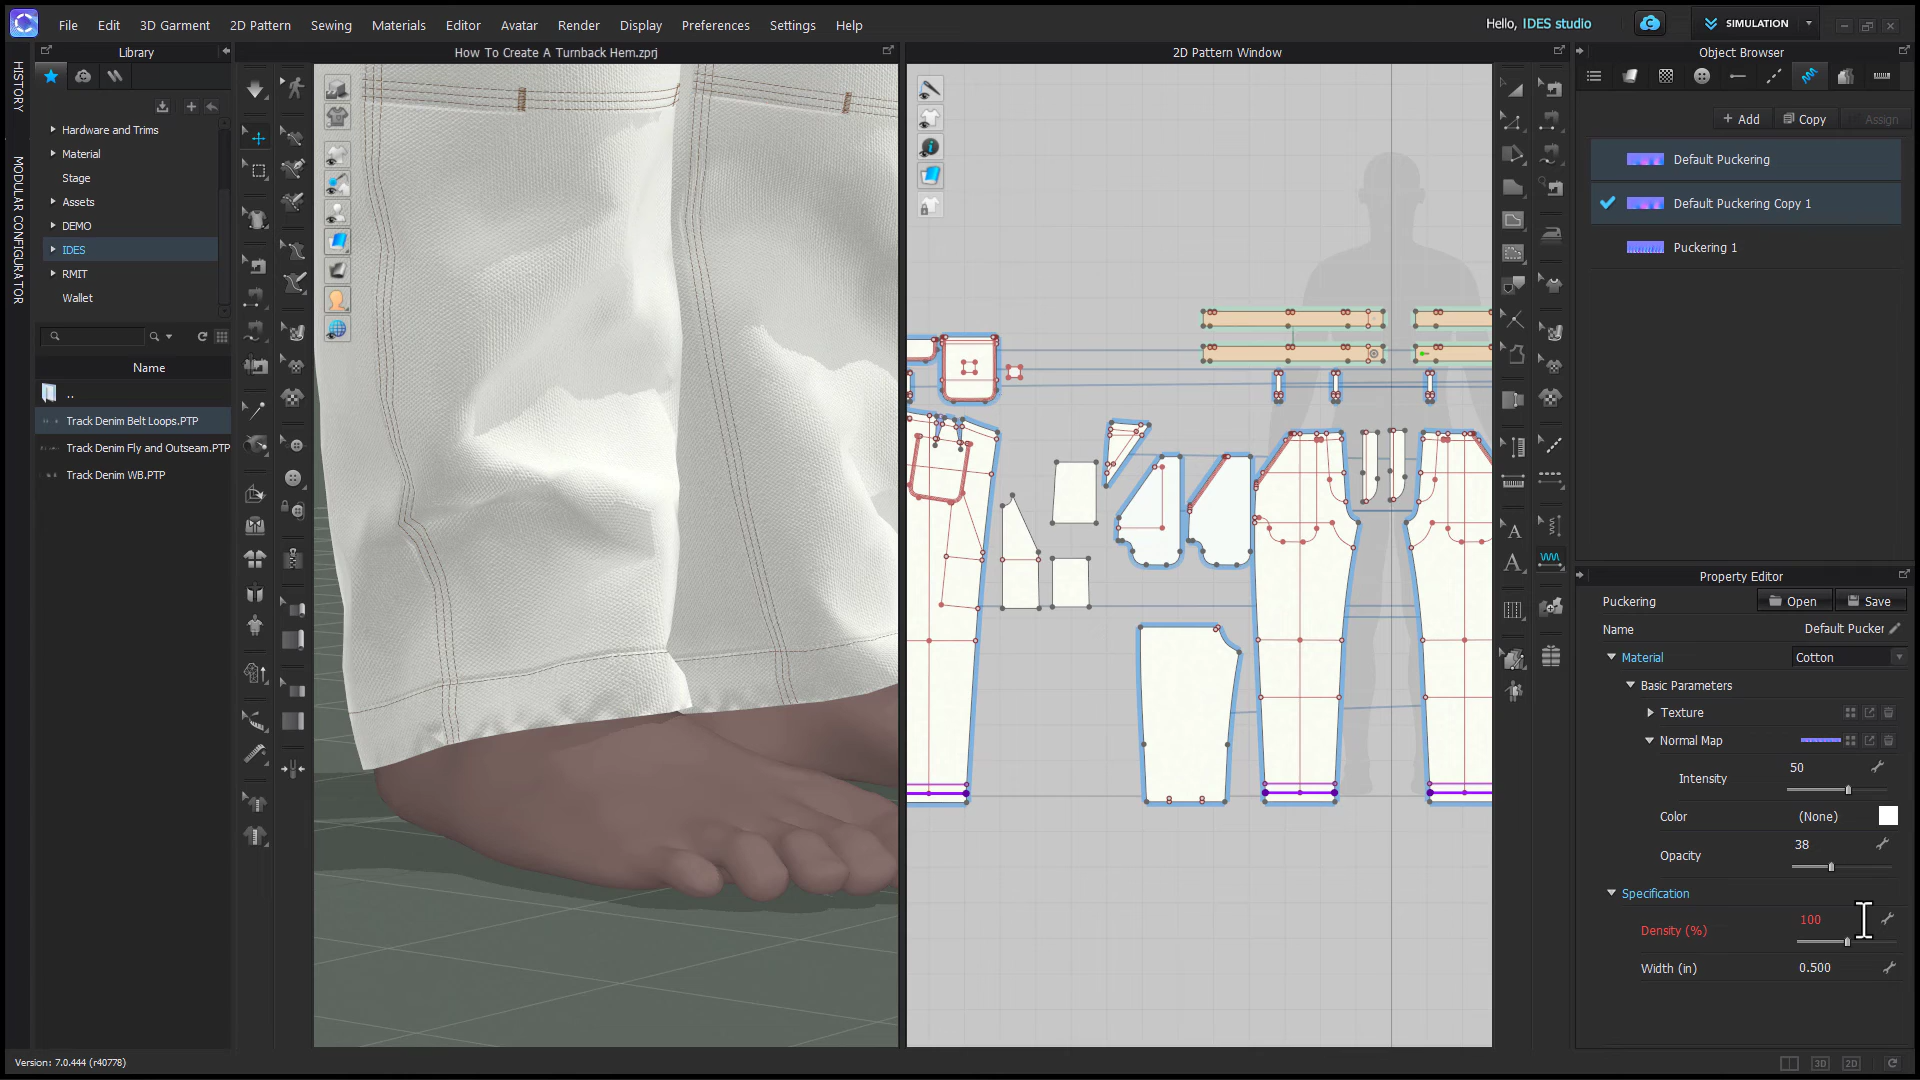 File Edit 3D Garment 2D Pattern Sewing Materials Editor Avatar Render Display Preferences Settings Help
Hello, IDES studio
SIMULATION
Library
How To Create A Turnback Hem.zprj
2D Pattern Window
Object Browser
HISTORY
MODULAR CONFIGURATOR
Hardware and Trims
Material
Stage
Assets
DEMO
IDES
RMIT
Wallet
Name
..
Track Denim Belt Loops.PTP
Track Denim Fly and Outseam.PTP
Track Denim WB.PTP
+ Add
Copy
Assign
Default Puckering
Default Puckering Copy 1
Puckering 1
Property Editor
Puckering
Open
Save
Name Default Pucker
Material Cotton
Basic Parameters
Texture
Normal Map
Intensity 50
Color (None)
Opacity 38
Specification
Density (%) 100
Width (in) 0.500
Version: 7.0.444 (r40778)
3D
2D